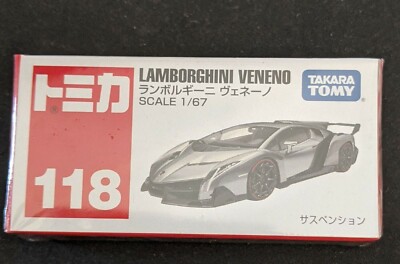 トミカ
118
LAMBORGHINI VENENO
ランボルギーニ ヴェネーノ
SCALE 1/67
TAKARA
TOMY
サスペンション